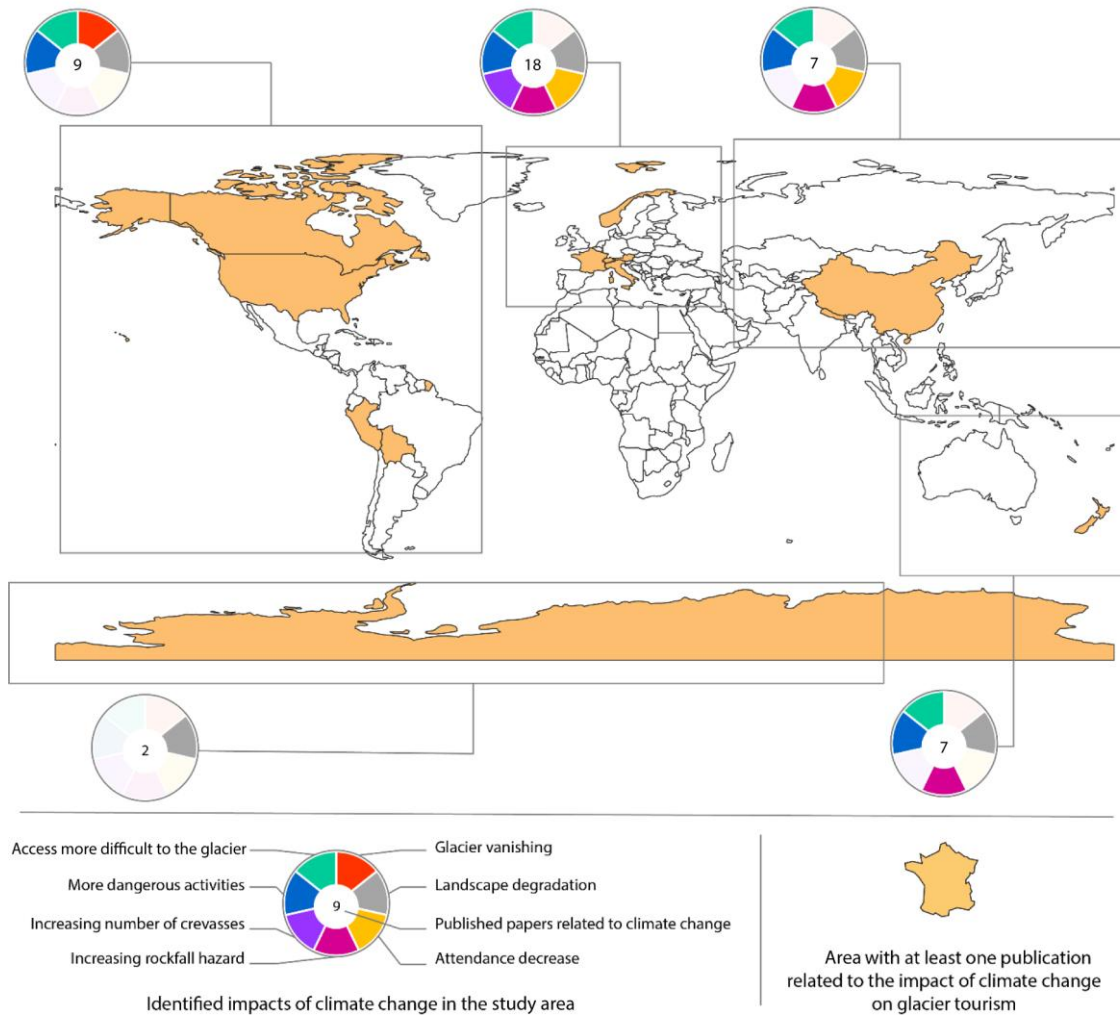 9
18
7
2
7
Access more difficult to the glacier
Glacier vanishing
More dangerous activities
Landscape degradation
9
Increasing number of crevasses
Published papers related to climate change
Increasing rockfall hazard
Attendance decrease
Identified impacts of climate change in the study area
Area with at least one publication
related to the impact of climate change
on glacier tourism